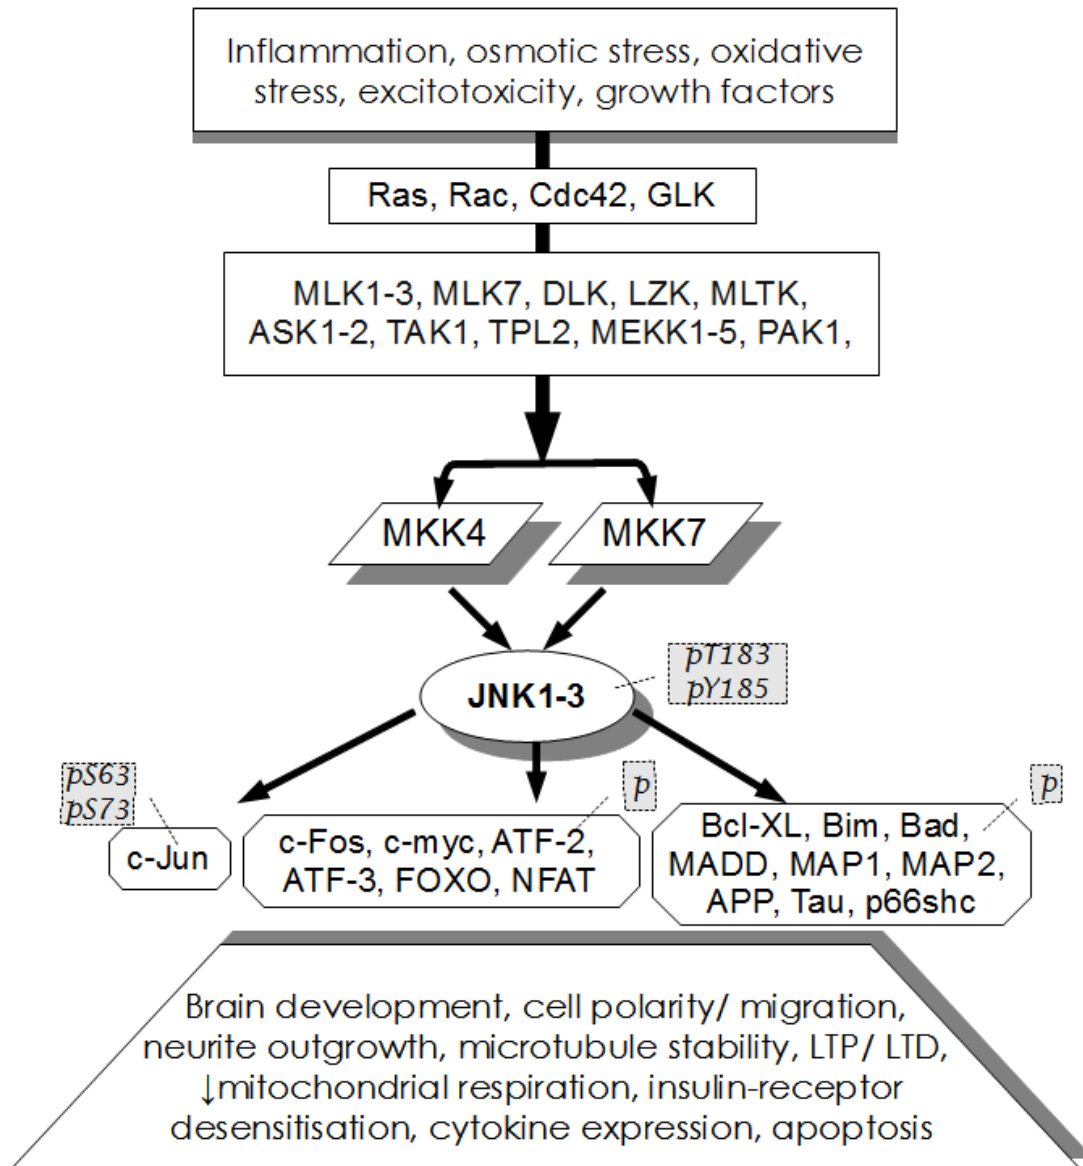 Inflammation, osmotic stress, oxidative
stress, excitotoxicity, growth factors
Ras, Rac, Cdc42, GLK
MLK1-3, MLK7, DLK, LZK, MLTK,
ASK1-2, TAK1, TPL2, MEKK1-5, PAK1,
MKK4
MKK7
JNK1-3
pT183
pY185
pS63
pS73
c-Jun
p
c-Fos, c-myc, ATF-2,
ATF-3, FOXO, NFAT
p
Bcl-XL, Bim, Bad,
MADD, MAP1, MAP2,
APP, Tau, p66shc
Brain development, cell polarity/ migration,
neurite outgrowth, microtubule stability, LTP/ LTD,
↓mitochondrial respiration, insulin-receptor
desensitisation, cytokine expression, apoptosis